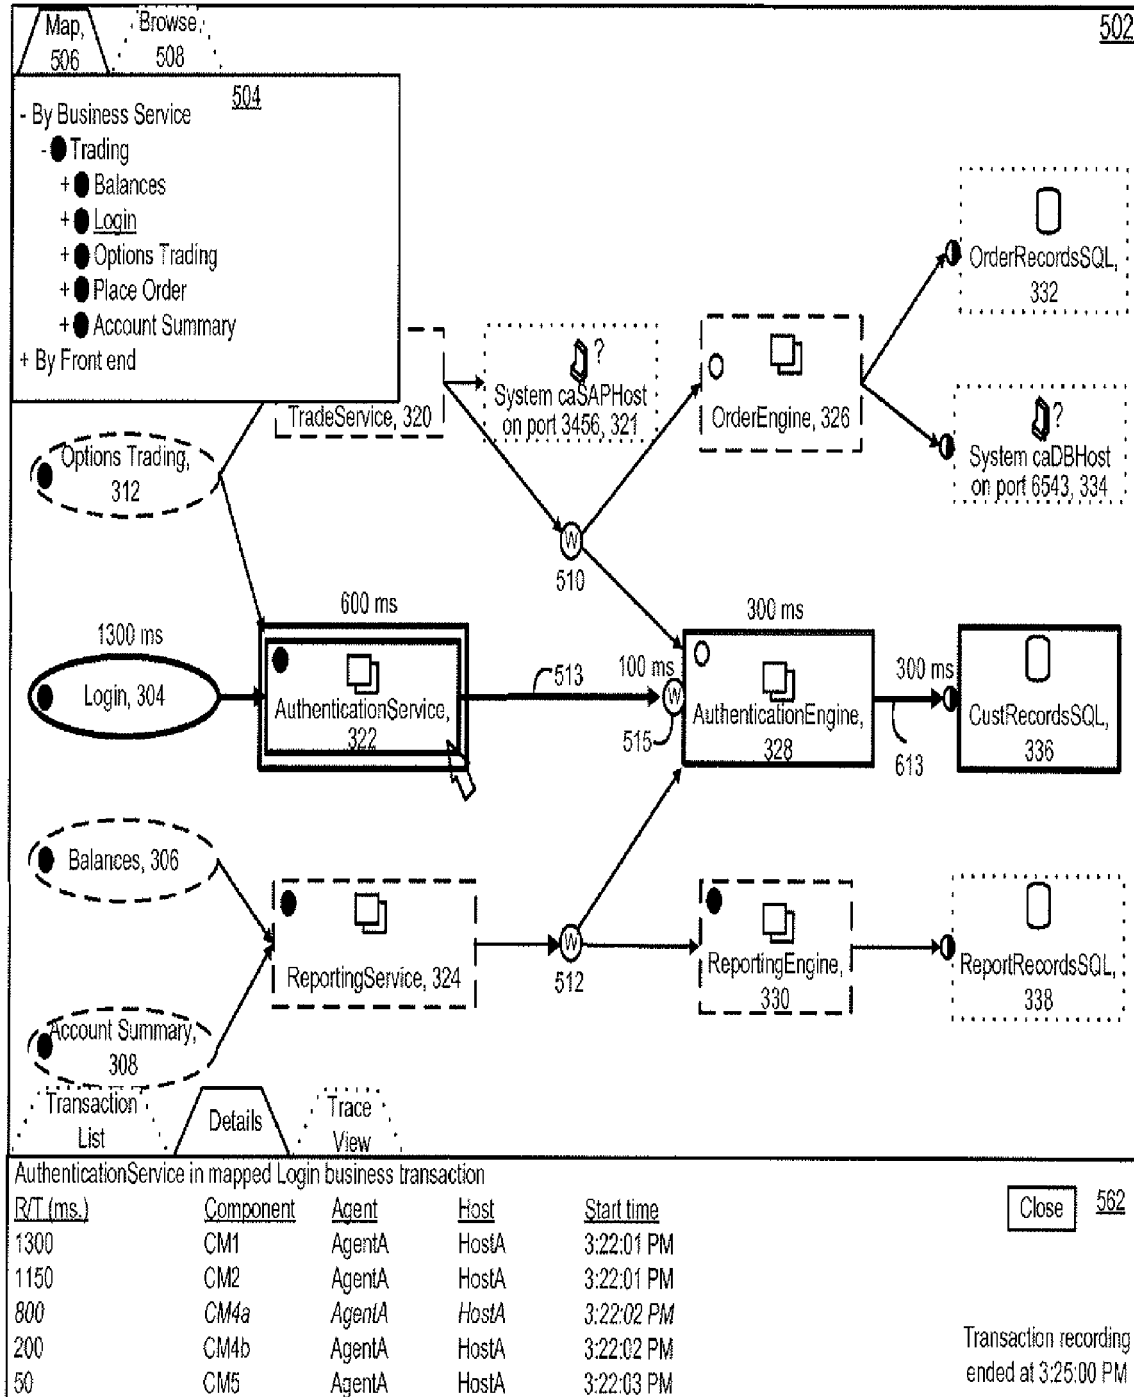 Map,
506
Browse,
508
502
504
- By Business Service
- Trading
+ Balances
+ Login
+ Options Trading
+ Place Order
+ Account Summary
+ By Front end
OrderRecordsSQL,
332
TradeService, 320
?
System caSAPHost
on port 3456, 321
OrderEngine, 326
?
System caDBHost
on port 6543, 334
Options Trading,
312
W
510
600 ms
300 ms
1300 ms
Login, 304
AuthenticationService,
322
513
100 ms
W
515
AuthenticationEngine,
328
300 ms
613
CustRecordsSQL,
336
Balances, 306
ReportingService, 324
W
512
ReportingEngine,
330
ReportRecordsSQL,
338
Account Summary,
308
Transaction
List
Details
Trace
View
AuthenticationService in mapped Login business transaction
R/T (ms.) Component Agent Host Start time
Close 562
1300 CM1 AgentA HostA 3:22:01 PM
1150 CM2 AgentA HostA 3:22:01 PM
800 CM4a AgentA HostA 3:22:02 PM
200 CM4b AgentA HostA 3:22:02 PM
50 CM5 AgentA HostA 3:22:03 PM
Transaction recording
ended at 3:25:00 PM